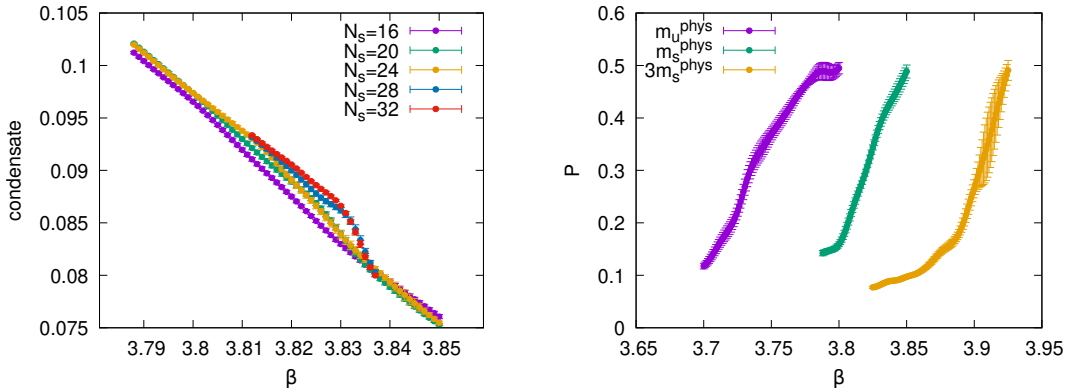 0.105
0.1
0.095
0.09
0.085
0.08
0.075
3.79 3.8 3.81 3.82 3.83 3.84 3.85
condensate
β
N_s=16
N_s=20
N_s=24
N_s=28
N_s=32
0.6
0.5
0.4
0.3
0.2
0.1
0
3.65 3.7 3.75 3.8 3.85 3.9 3.95
P
β
m_u^phys
m_s^phys
3m_s^phys